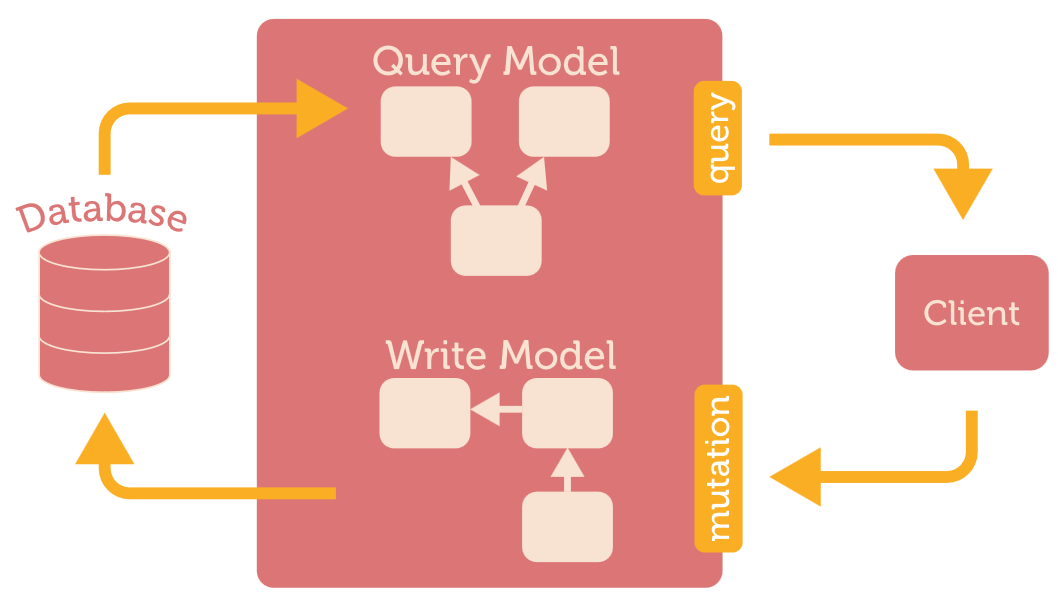 Query Model
query
Database
Client
Write Model
mutation